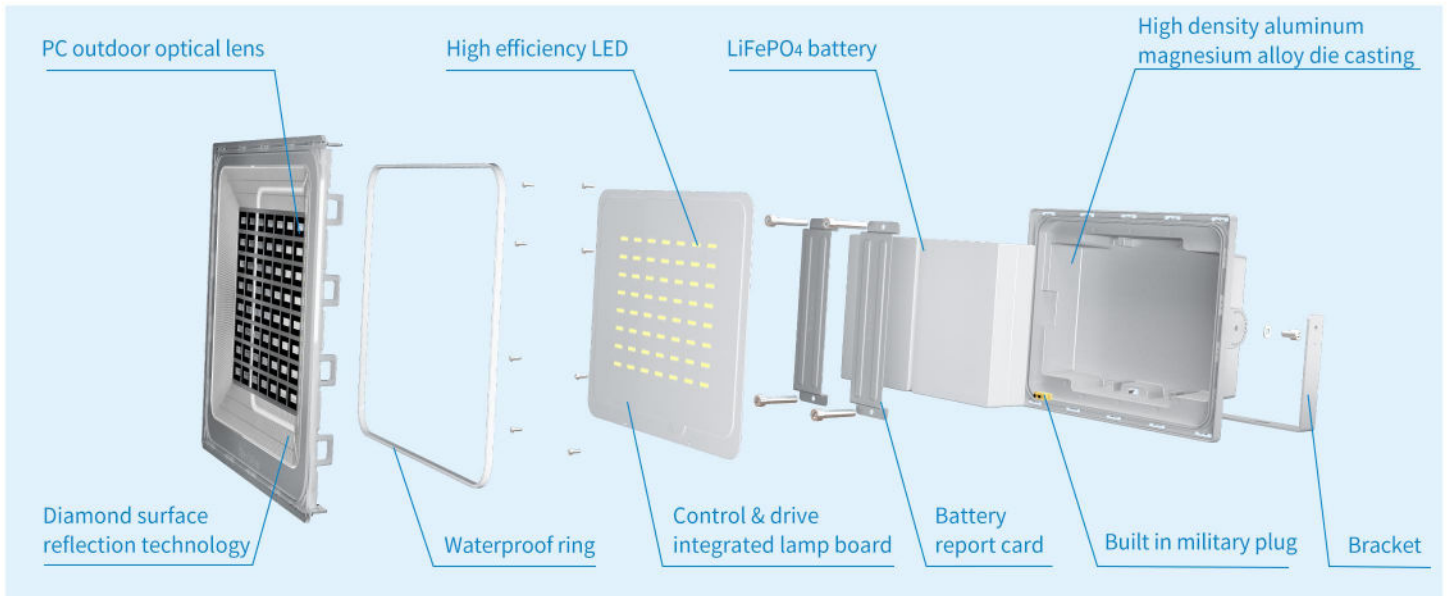 PC outdoor optical lens
High efficiency LED
LiFePO4 battery
High density aluminum
magnesium alloy die casting
Diamond surface
reflection technology
Waterproof ring
Control & drive
integrated lamp board
Battery
report card
Built in military plug
Bracket